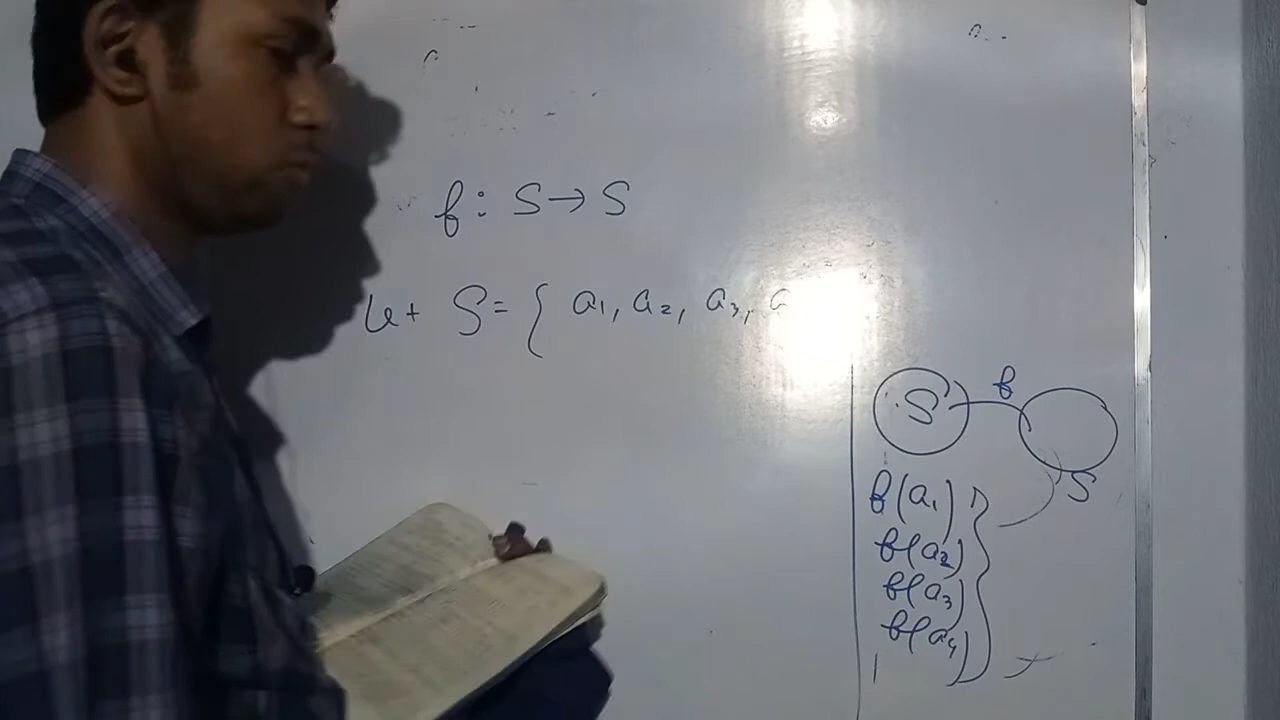 f : S → S
Let S = { a1, a2, a3, a
S
f
S
f(a1)
f(a2)
f(a3)
f(a4)